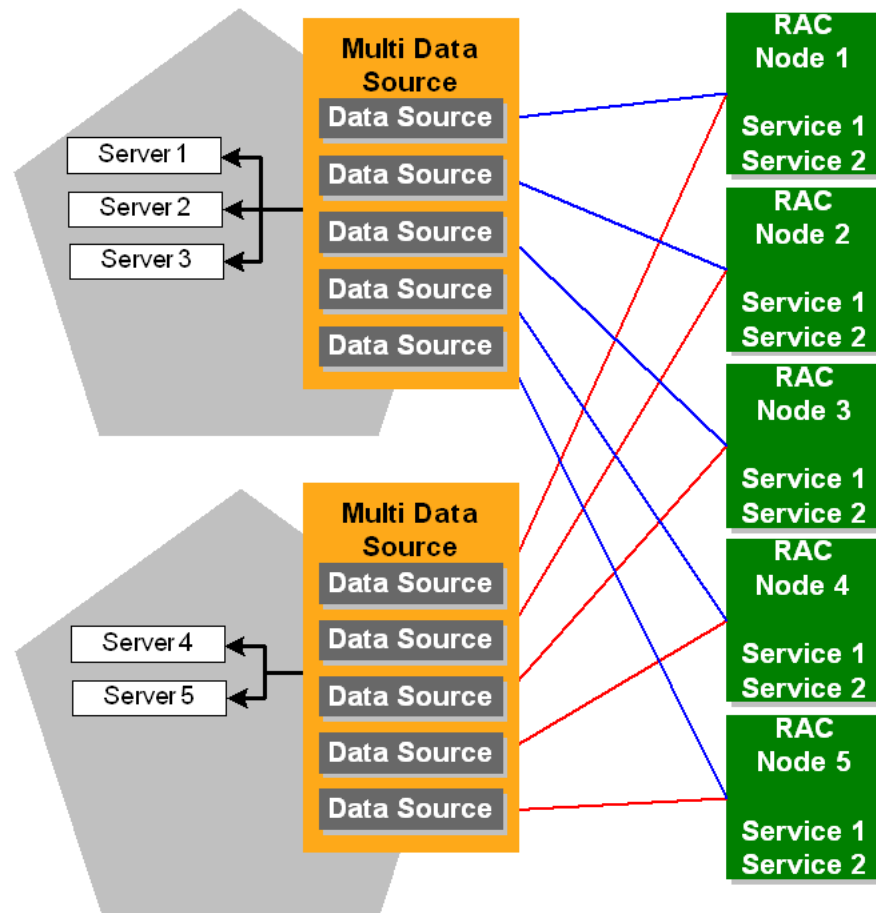 Multi Data
Source
Data Source
Data Source
Data Source
Data Source
Data Source
Server 1
Server 2
Server 3
Multi Data
Source
Data Source
Data Source
Data Source
Data Source
Data Source
Server 4
Server 5
RAC
Node 1
Service 1
Service 2
RAC
Node 2
Service 1
Service 2
RAC
Node 3
Service 1
Service 2
RAC
Node 4
Service 1
Service 2
RAC
Node 5
Service 1
Service 2